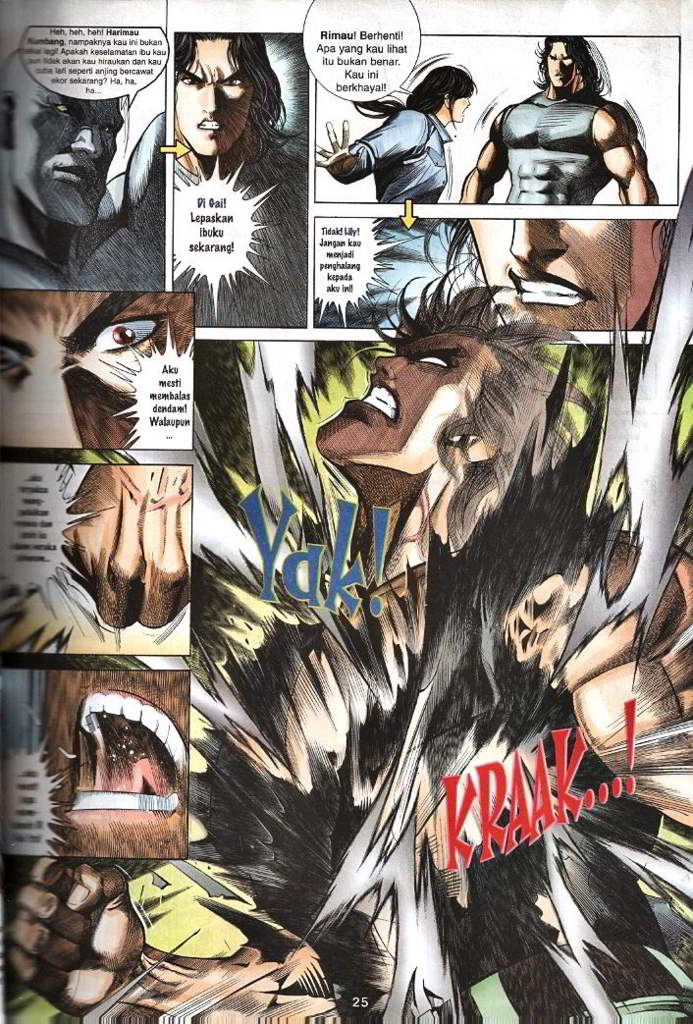 Heh, heh, heh! Harimau
Kumbang, nampaknya kau ini bukan
lagi! Apakah keselamatan ibu kau
pun tidak akan kau hiraukan dan kau
cuba lari seperti anjing bercawat
ekor sekarang? Ha, ha,
ha...
Di Gai!
Lepaskan
ibuku
sekarang!
Rimau! Berhenti!
Apa yang kau lihat
itu bukan benar.
Kau ini
berkhayal!
Tidak! Lily!
Jangan kau
menjadi
penghalang
kepada
aku ini!
Aku
mesti
membalas
dendam!
Walaupun
...
Yak!
KRAAK...!
25